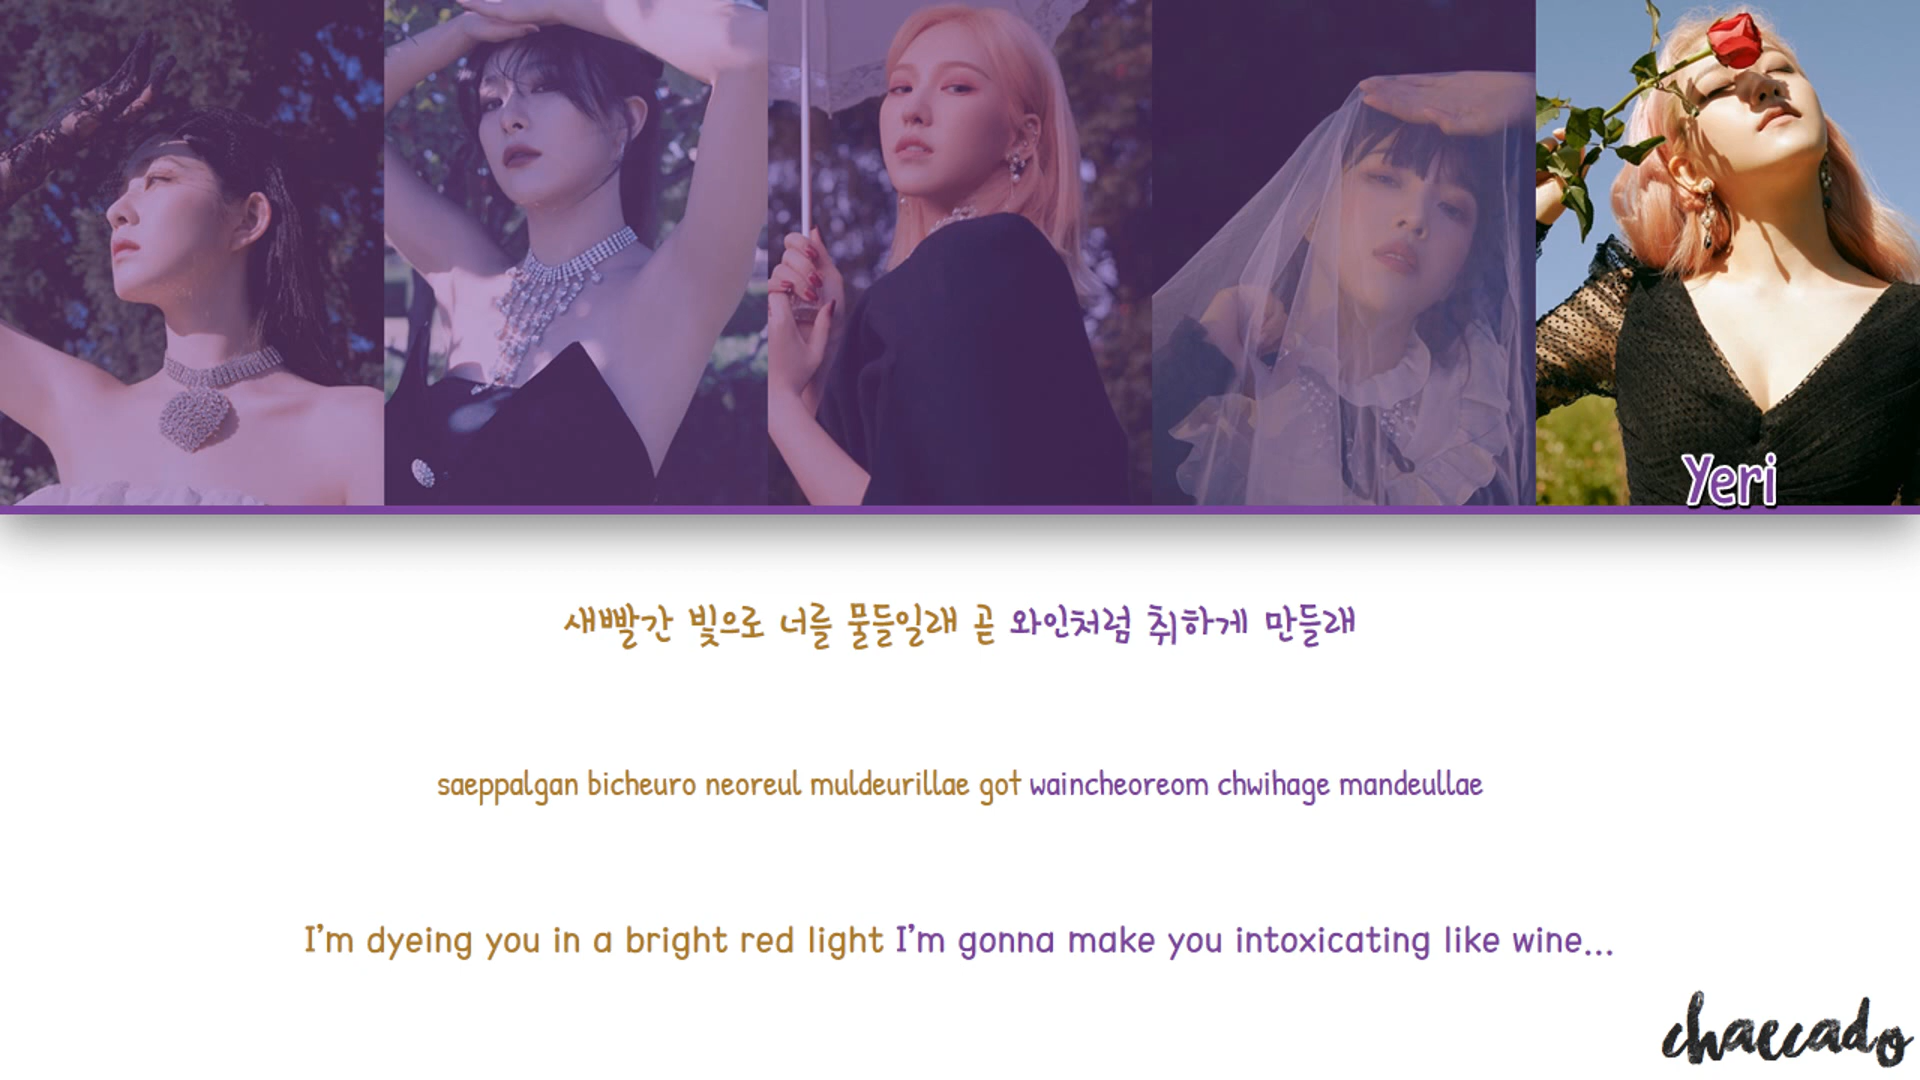 Yeri
새빨간 빛으로 너를 물들일래 곧 와인처럼 취하게 만들래
saeppalgan bicheuro neoreul muldeurillae got waincheoreom chwihage mandeullae
I'm dyeing you in a bright red light I'm gonna make you intoxicating like wine...
chaeccado